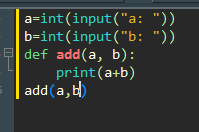 a=int(input("a: "))
b=int(input("b: "))
def add(a, b):
    print(a+b)
add(a,b)